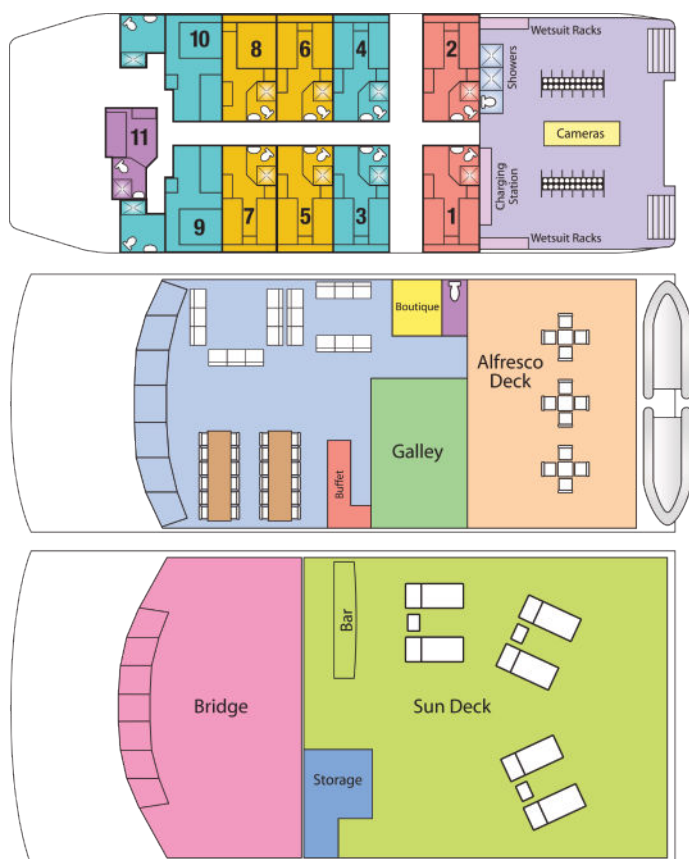 Wetsuit Racks
10
8
6
4
2
Showers
11
Cameras
Charging
Station
9
7
5
3
1
Wetsuit Racks
Boutique
Alfresco
Deck
Galley
Buffet
Bar
Bridge
Sun Deck
Storage